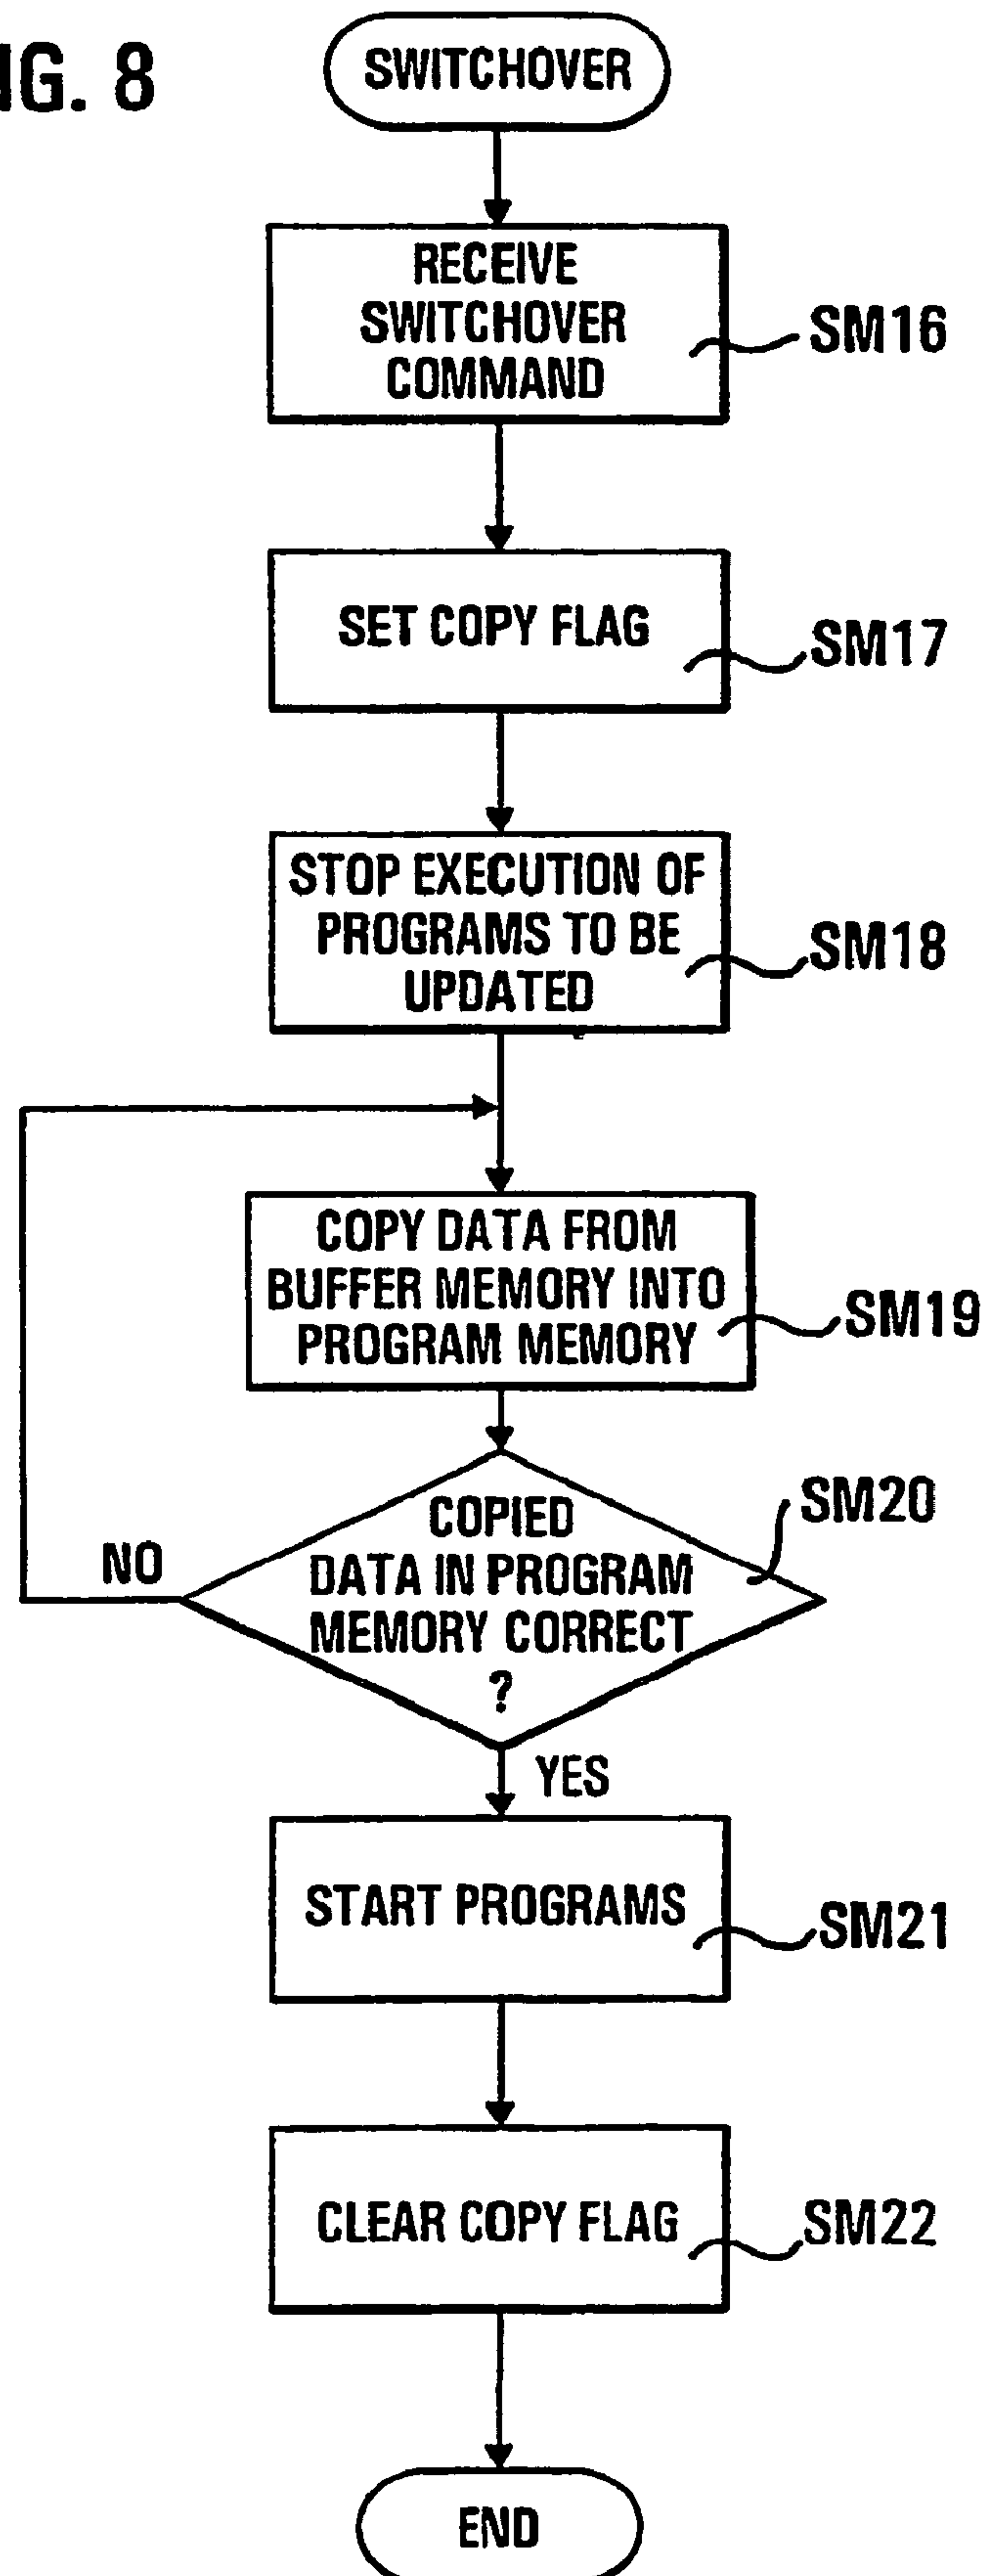 NG. 8
SWITCHOVER
RECEIVE
SWITCHOVER
COMMAND
SM16
SET COPY FLAG
SM17
STOP EXECUTION OF
PROGRAMS TO BE
UPDATED
SM18
COPY DATA FROM
BUFFER MEMORY INTO
PROGRAM MEMORY
SM19
COPIED
DATA IN PROGRAM
MEMORY CORRECT
?
SM20
NO
YES
START PROGRAMS
SM21
CLEAR COPY FLAG
SM22
END